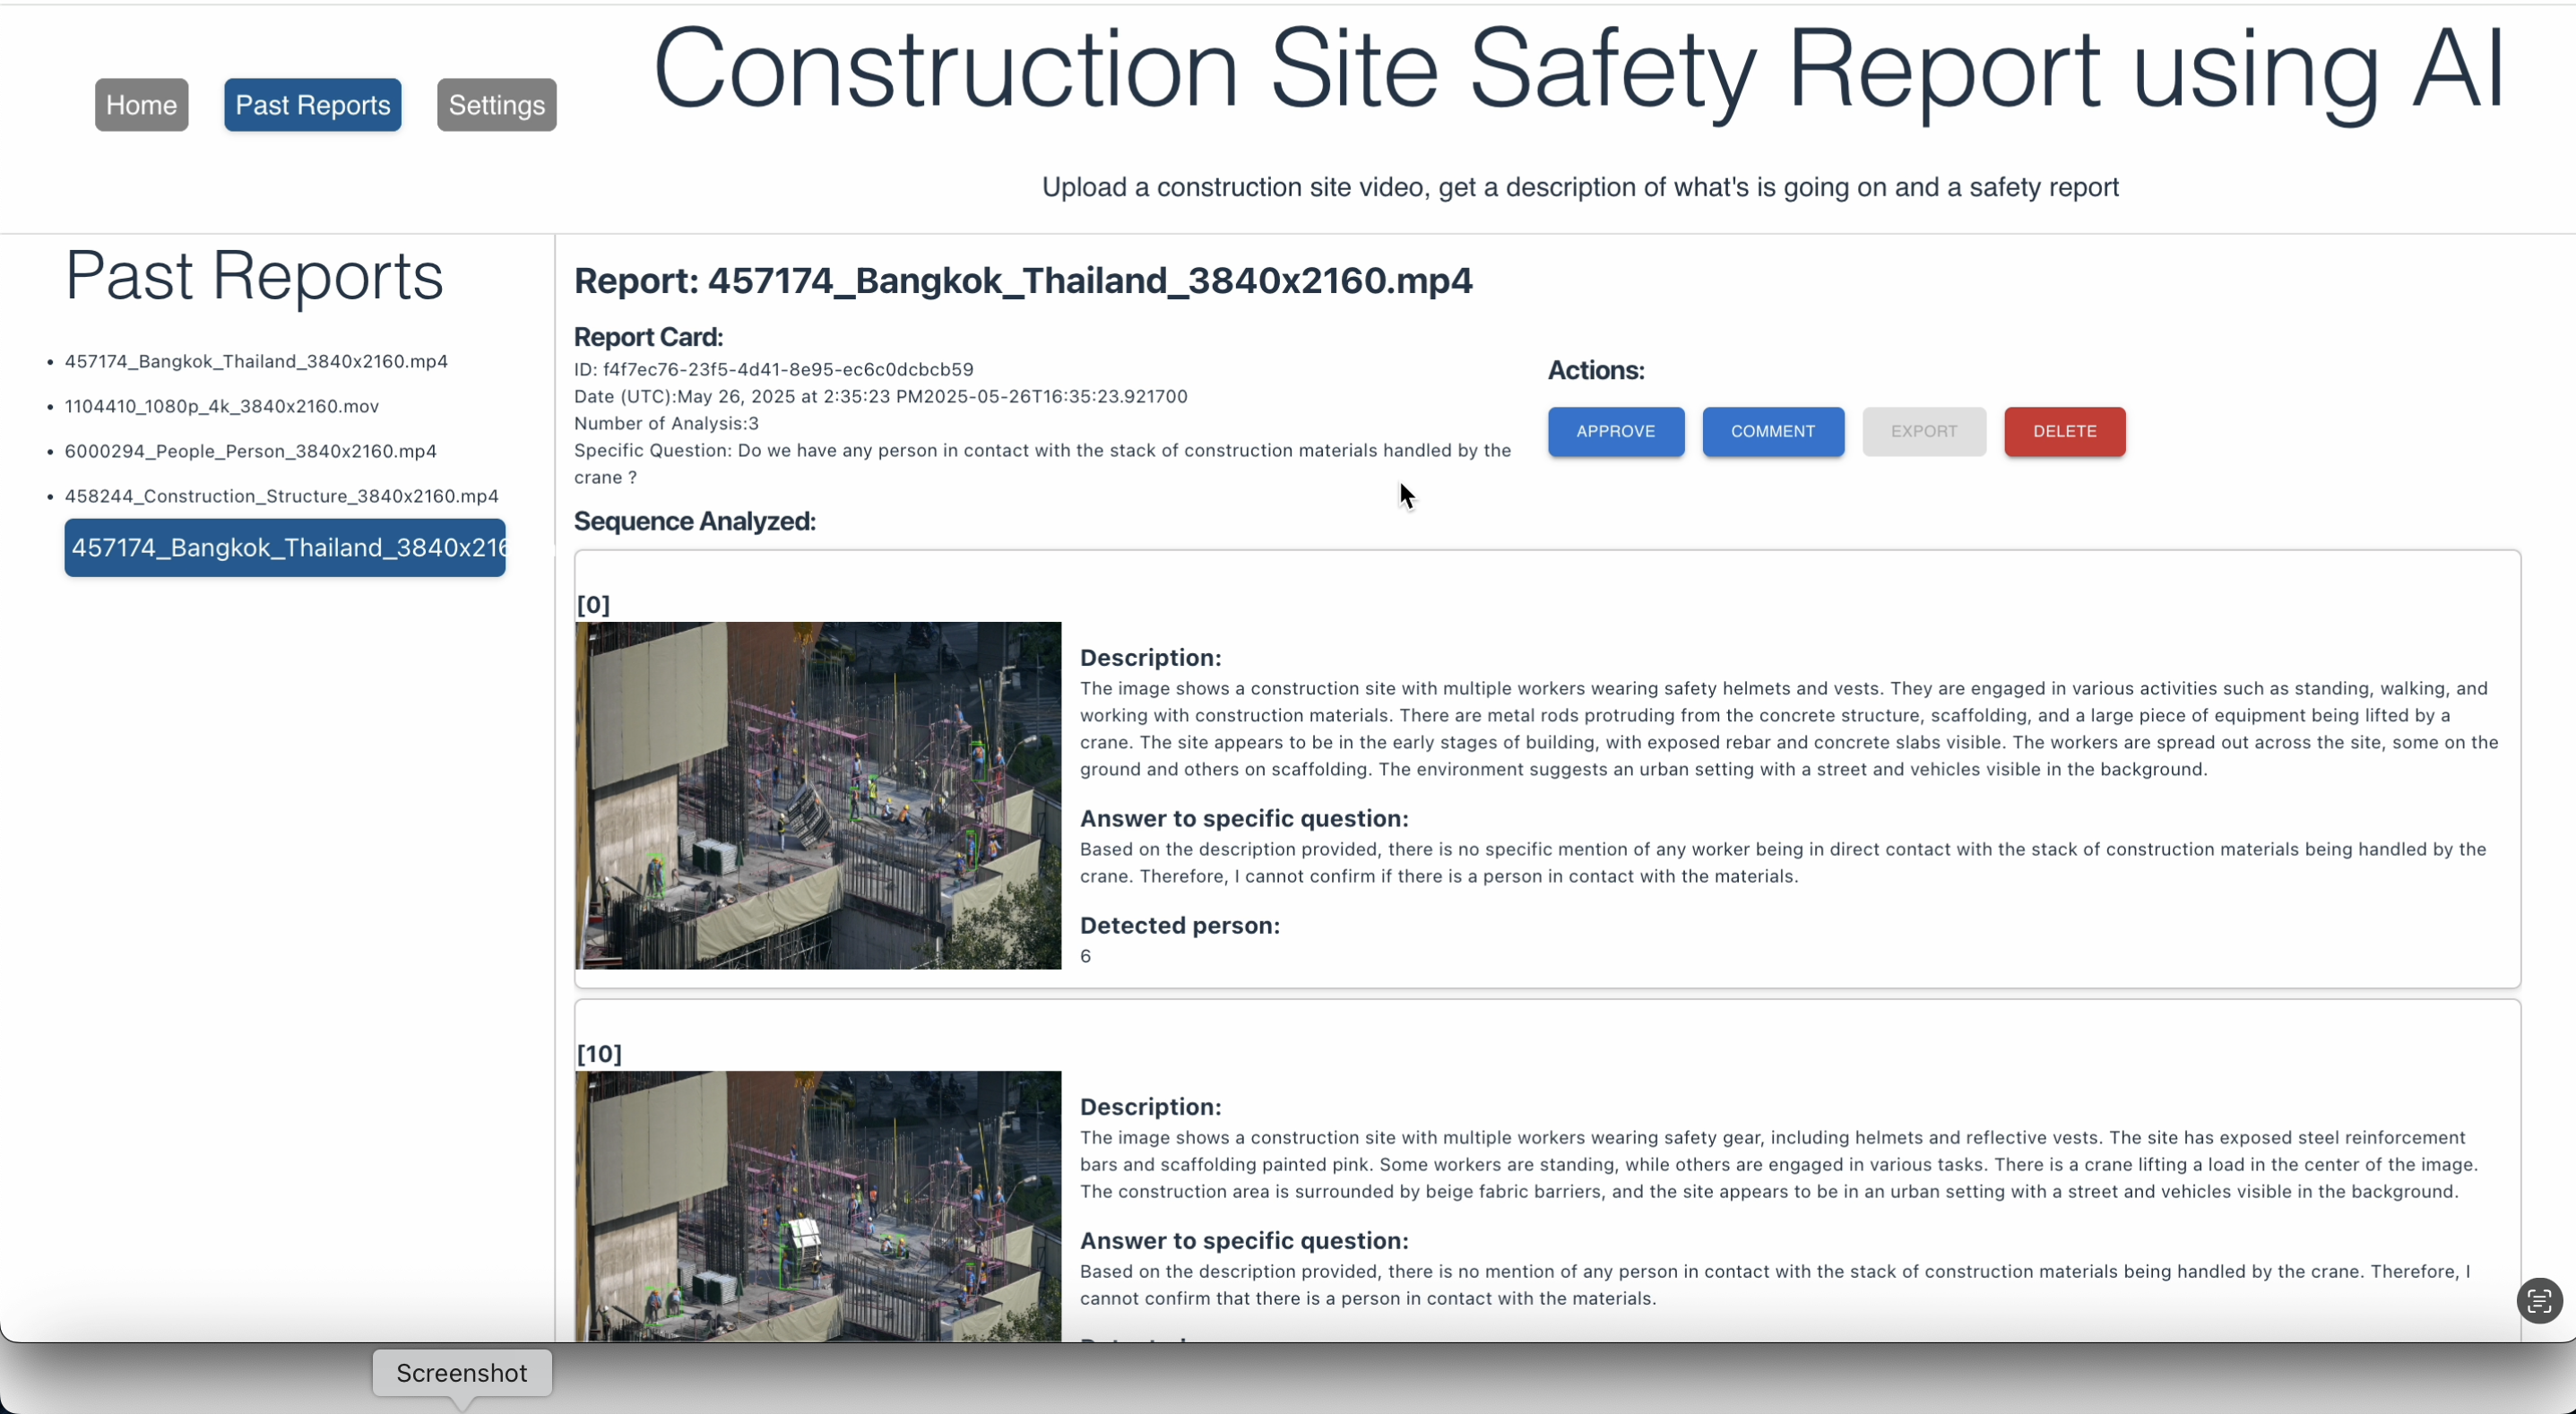 Home
Past Reports
Settings
Construction Site Safety Report using AI
Upload a construction site video, get a description of what's is going on and a safety report
Past Reports
• 457174_Bangkok_Thailand_3840x2160.mp4
• 1104410_1080p_4k_3840x2160.mov
• 6000294_People_Person_3840x2160.mp4
• 458244_Construction_Structure_3840x2160.mp4
457174_Bangkok_Thailand_3840x216
Report: 457174_Bangkok_Thailand_3840x2160.mp4
Report Card:
ID: f4f7ec76-23f5-4d41-8e95-ec6c0dcbcb59
Date (UTC):May 26, 2025 at 2:35:23 PM2025-05-26T16:35:23.921700
Number of Analysis:3
Specific Question: Do we have any person in contact with the stack of construction materials handled by the
crane ?
Actions:
APPROVE
COMMENT
EXPORT
DELETE
Sequence Analyzed:
[0]
Description:
The image shows a construction site with multiple workers wearing safety helmets and vests. They are engaged in various activities such as standing, walking, and
working with construction materials. There are metal rods protruding from the concrete structure, scaffolding, and a large piece of equipment being lifted by a
crane. The site appears to be in the early stages of building, with exposed rebar and concrete slabs visible. The workers are spread out across the site, some on the
ground and others on scaffolding. The environment suggests an urban setting with a street and vehicles visible in the background.
Answer to specific question:
Based on the description provided, there is no specific mention of any worker being in direct contact with the stack of construction materials being handled by the
crane. Therefore, I cannot confirm if there is a person in contact with the materials.
Detected person:
6
[10]
Description:
The image shows a construction site with multiple workers wearing safety gear, including helmets and reflective vests. The site has exposed steel reinforcement
bars and scaffolding painted pink. Some workers are standing, while others are engaged in various tasks. There is a crane lifting a load in the center of the image.
The construction area is surrounded by beige fabric barriers, and the site appears to be in an urban setting with a street and vehicles visible in the background.
Answer to specific question:
Based on the description provided, there is no mention of any person in contact with the stack of construction materials being handled by the crane. Therefore, I
cannot confirm that there is a person in contact with the materials.
Screenshot